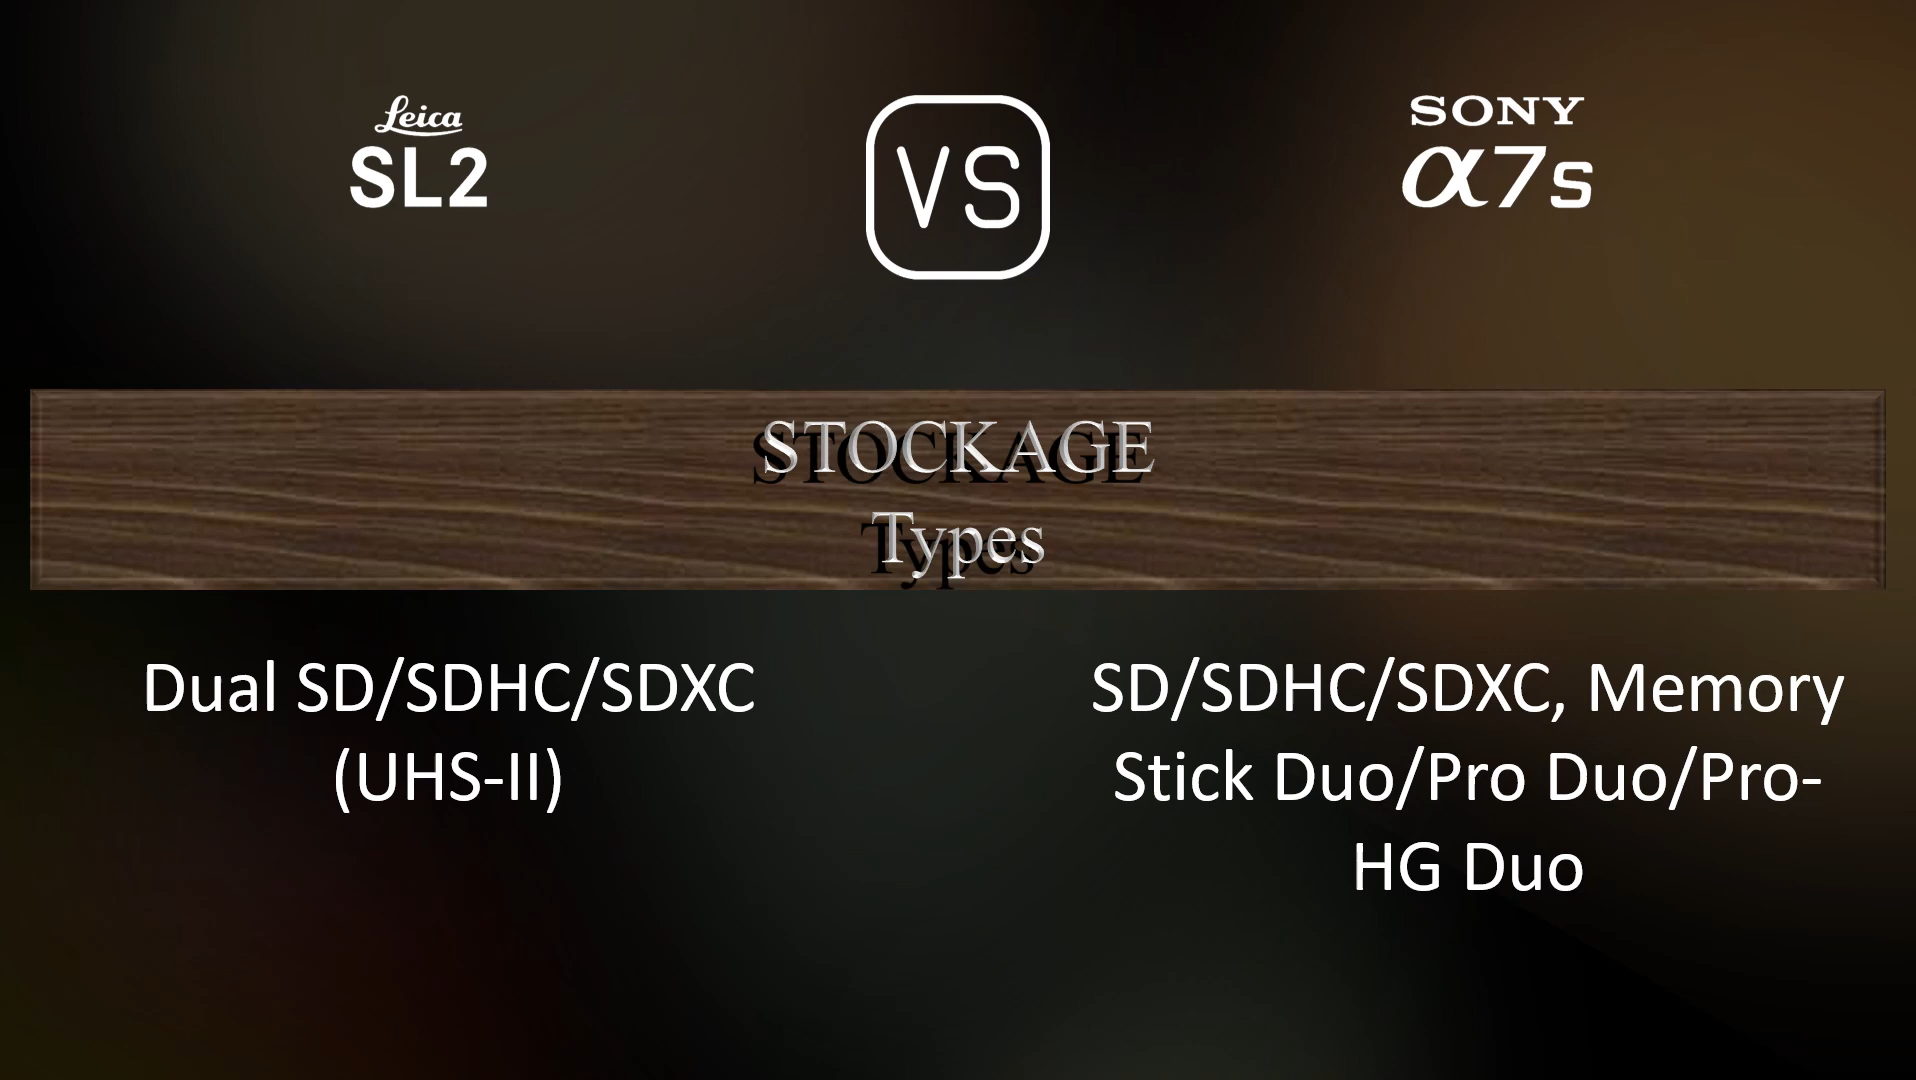 Leica
SL2
VS
SONY
α7s
STOCKAGE
Types
Dual SD/SDHC/SDXC
(UHS-II)
SD/SDHC/SDXC, Memory
Stick Duo/Pro Duo/Pro-
HG Duo